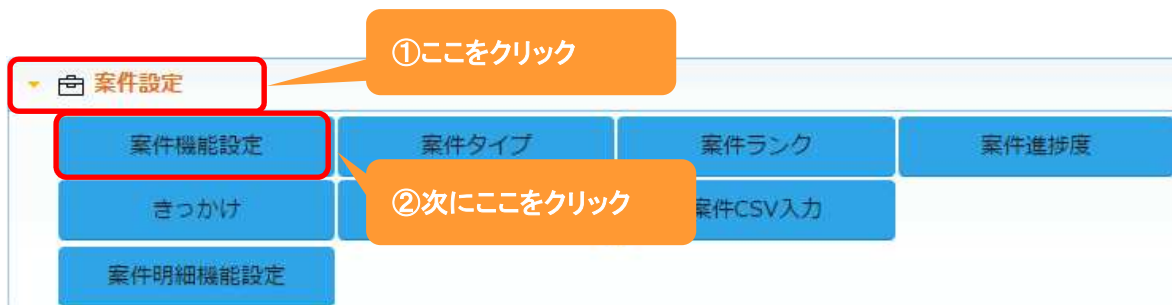 ①ここをクリック
案件設定
案件機能設定 案件タイプ 案件ランク 案件進捗度
きっかけ ②次にここをクリック 案件CSV入力
案件明細機能設定